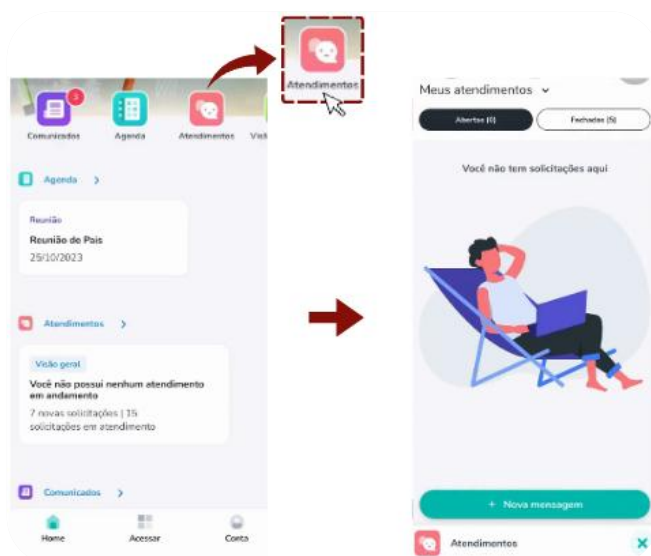 Atendimentos
3
Comunicados
Agenda
Atendimentos
Agenda >
Reunião
Reunião de Pais
25/10/2023
Atendimentos >
Visão geral
Você não possui nenhum atendimento
em andamento
7 novas solicitações | 15
solicitações em atendimento
Comunicados >
Home
Acessar
Conta
Meus atendimentos
Abertas (0)
Fechadas (5)
Você não tem solicitações aqui
+ Nova mensagem
Atendimentos